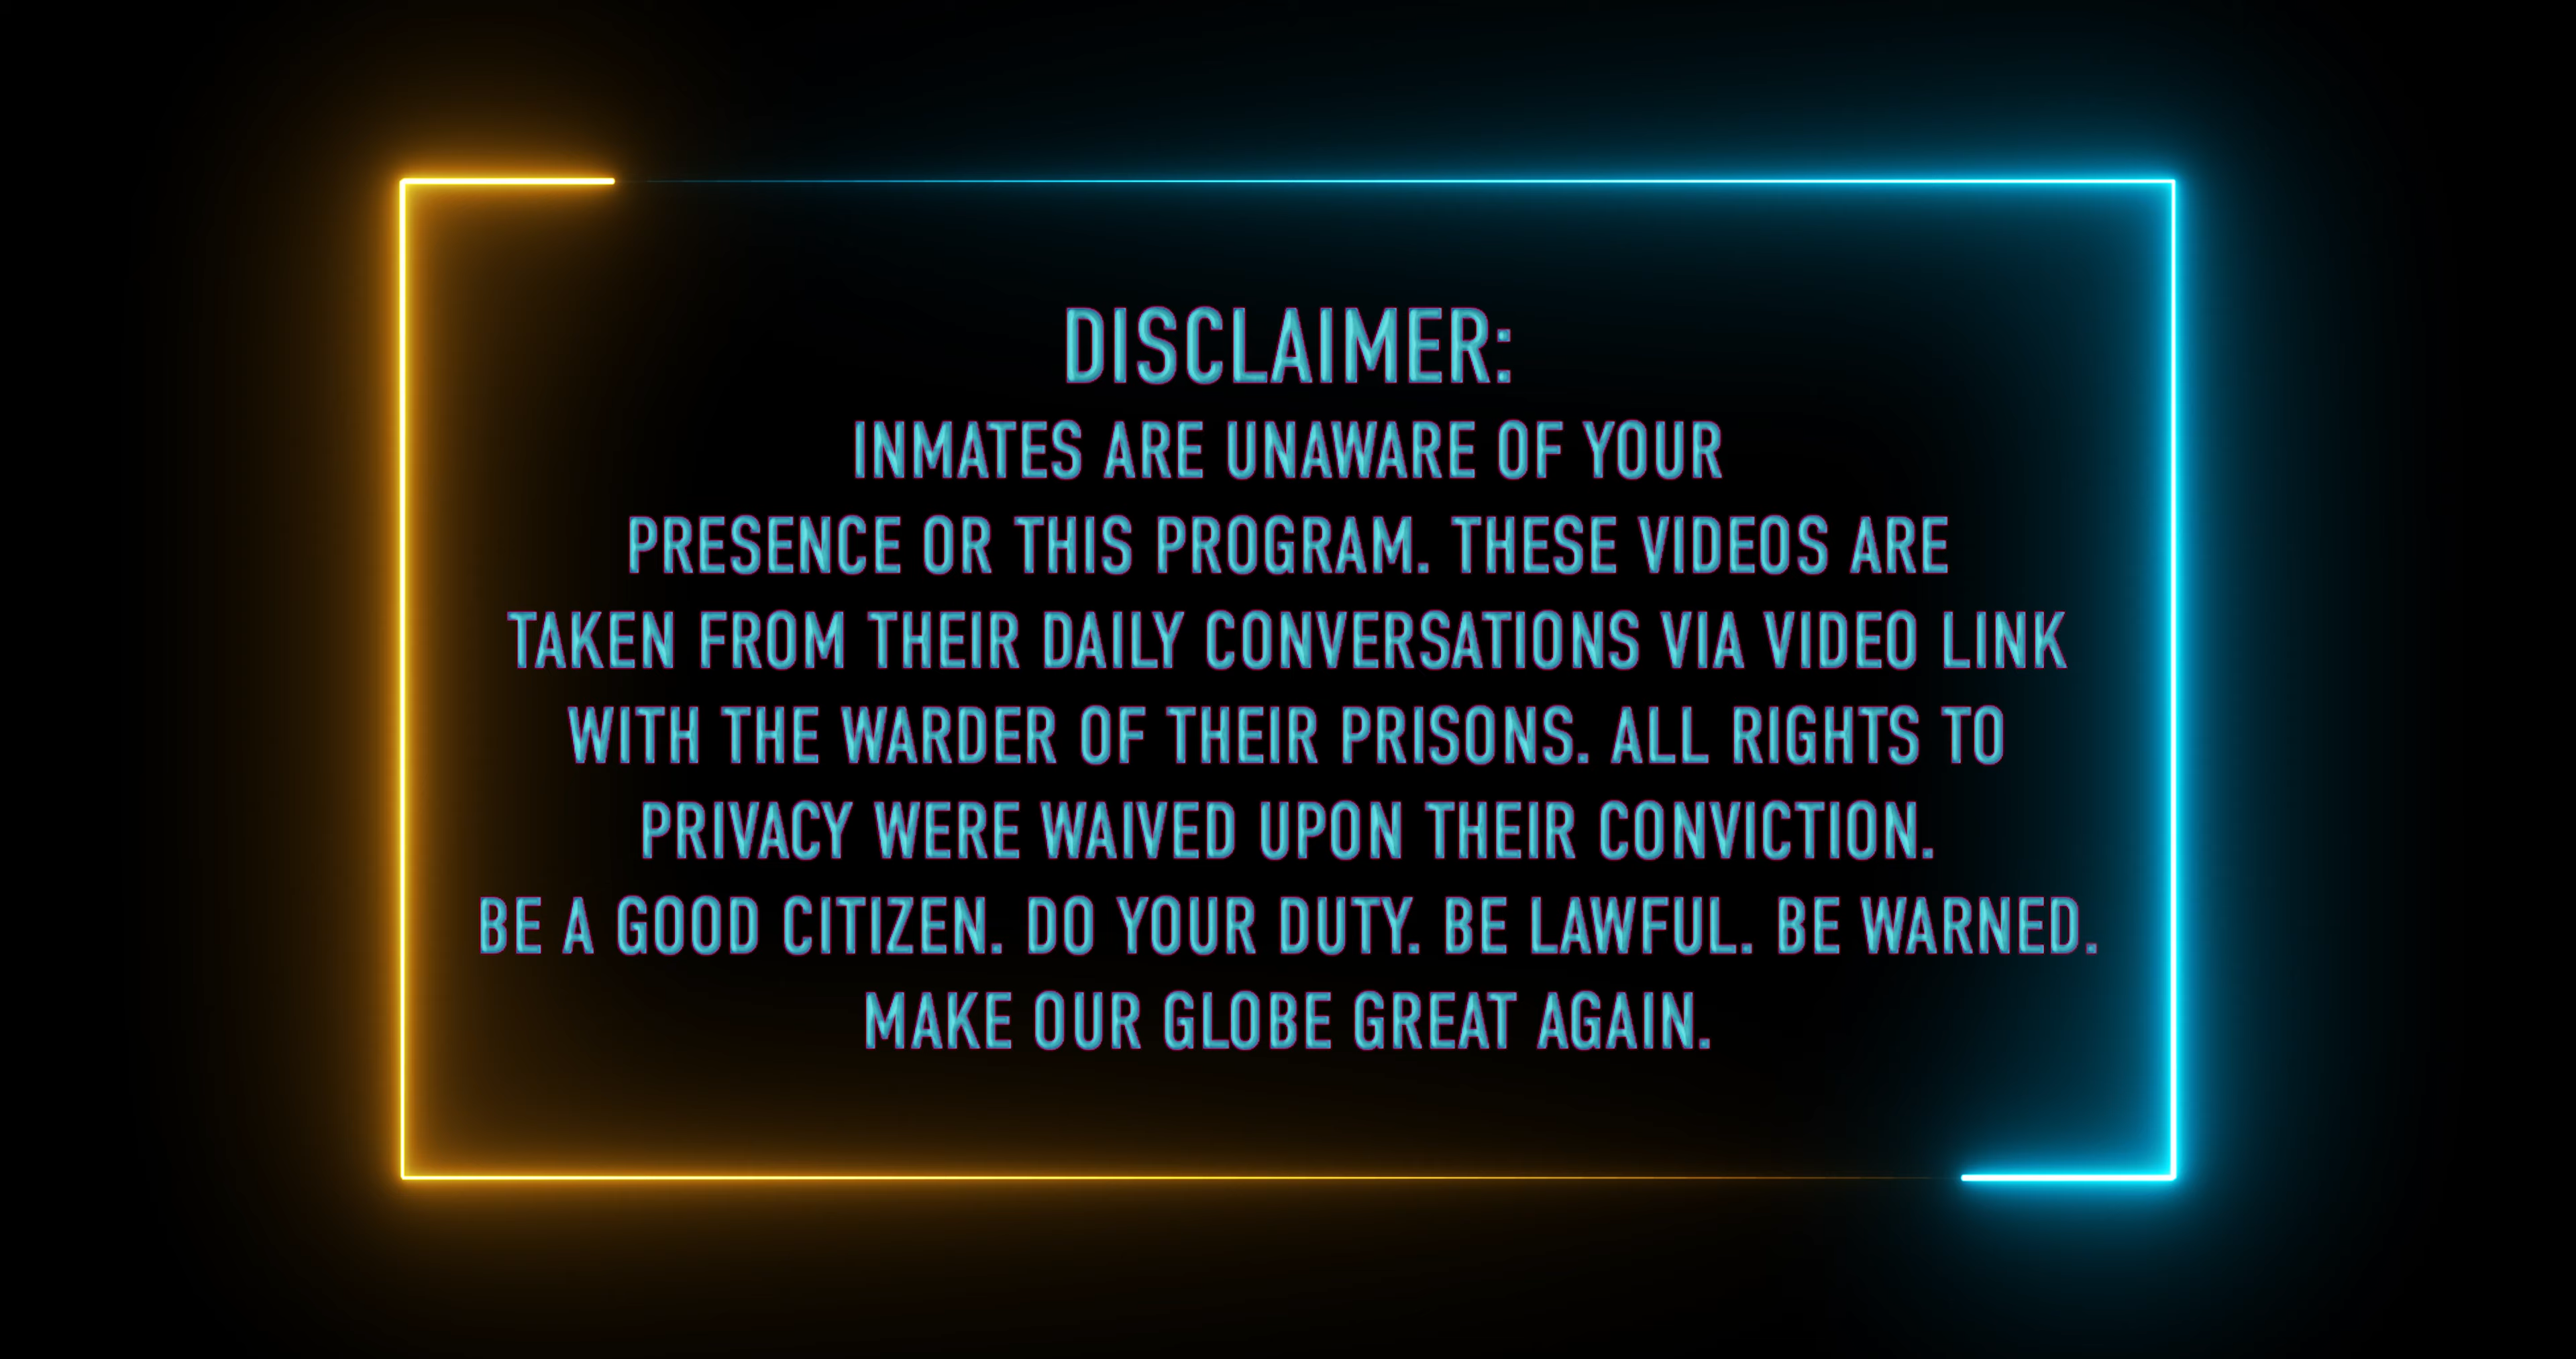 DISCLAIMER:
INMATES ARE UNAWARE OF YOUR
PRESENCE OR THIS PROGRAM. THESE VIDEOS ARE
TAKEN FROM THEIR DAILY CONVERSATIONS VIA VIDEO LINK
WITH THE WARDER OF THEIR PRISONS. ALL RIGHTS TO
PRIVACY WERE WAIVED UPON THEIR CONVICTION.
BE A GOOD CITIZEN. DO YOUR DUTY. BE LAWFUL. BE WARNED.
MAKE OUR GLOBE GREAT AGAIN.